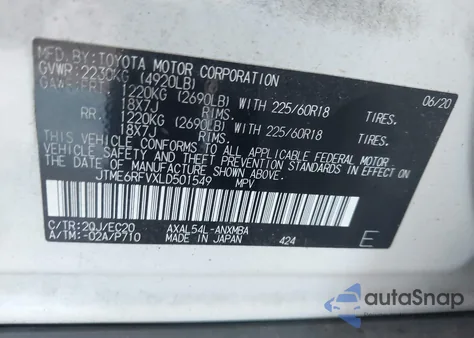 MFD.BY:TOYOTA MOTOR CORPORATION 06/20
GVWR:2230KG (4920LB)
GAWR:FRT. 1220KG (2690LB) WITH 225/60R18 TIRES.
18X7J RIMS.
RR. 1220KG (2690LB) WITH 225/60R18 TIRES.
18X7J RIMS.
THIS VEHICLE CONFORMS TO ALL APPLICABLE FEDERAL MOTOR
VEHICLE SAFETY, BUMPER, AND THEFT PREVENTION STANDARDS IN EFFECT ON THE
DATE OF MANUFACTURE SHOWN ABOVE.
JTME6RFVXLD501549 MPV
C/TR:2QJ/EC20 AXAL54L-ANXMBA
A/TM:-02A/P710 MADE IN JAPAN 424 E
autoSnap